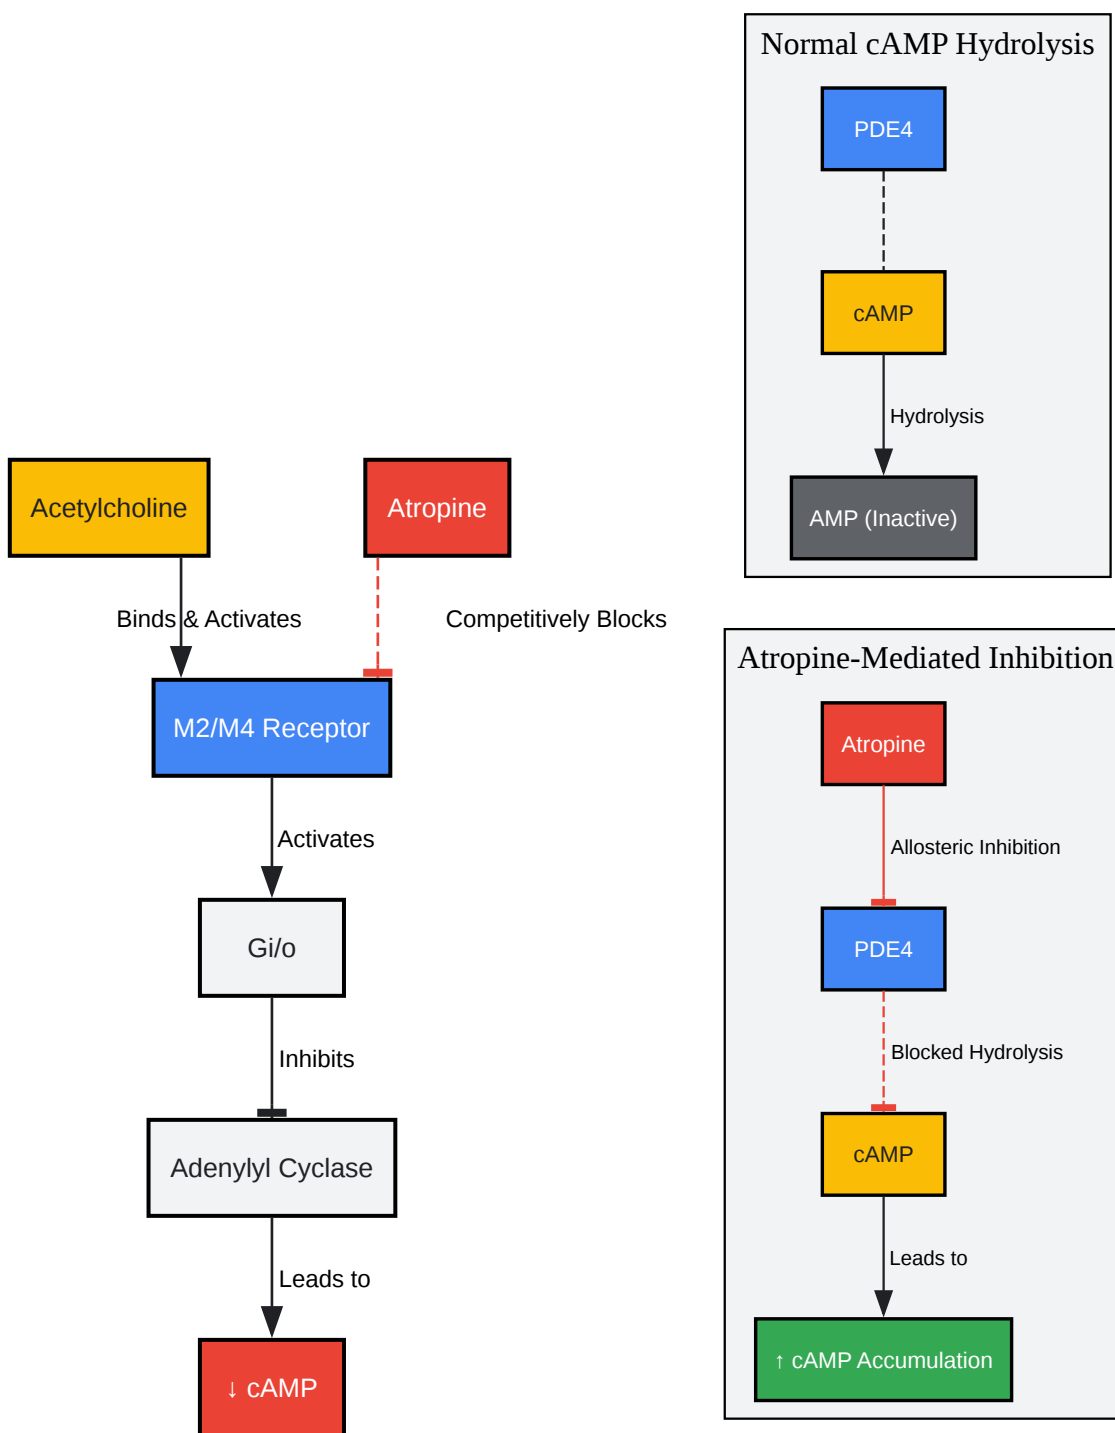 Acetylcholine
Atropine
Binds & Activates
Competitively Blocks
M2/M4 Receptor
Activates
Gi/o
Inhibits
Adenylyl Cyclase
Leads to
↓ cAMP
Normal cAMP Hydrolysis
PDE4
cAMP
Hydrolysis
AMP (Inactive)
Atropine-Mediated Inhibition
Atropine
Allosteric Inhibition
PDE4
Blocked Hydrolysis
cAMP
Leads to
↑ cAMP Accumulation